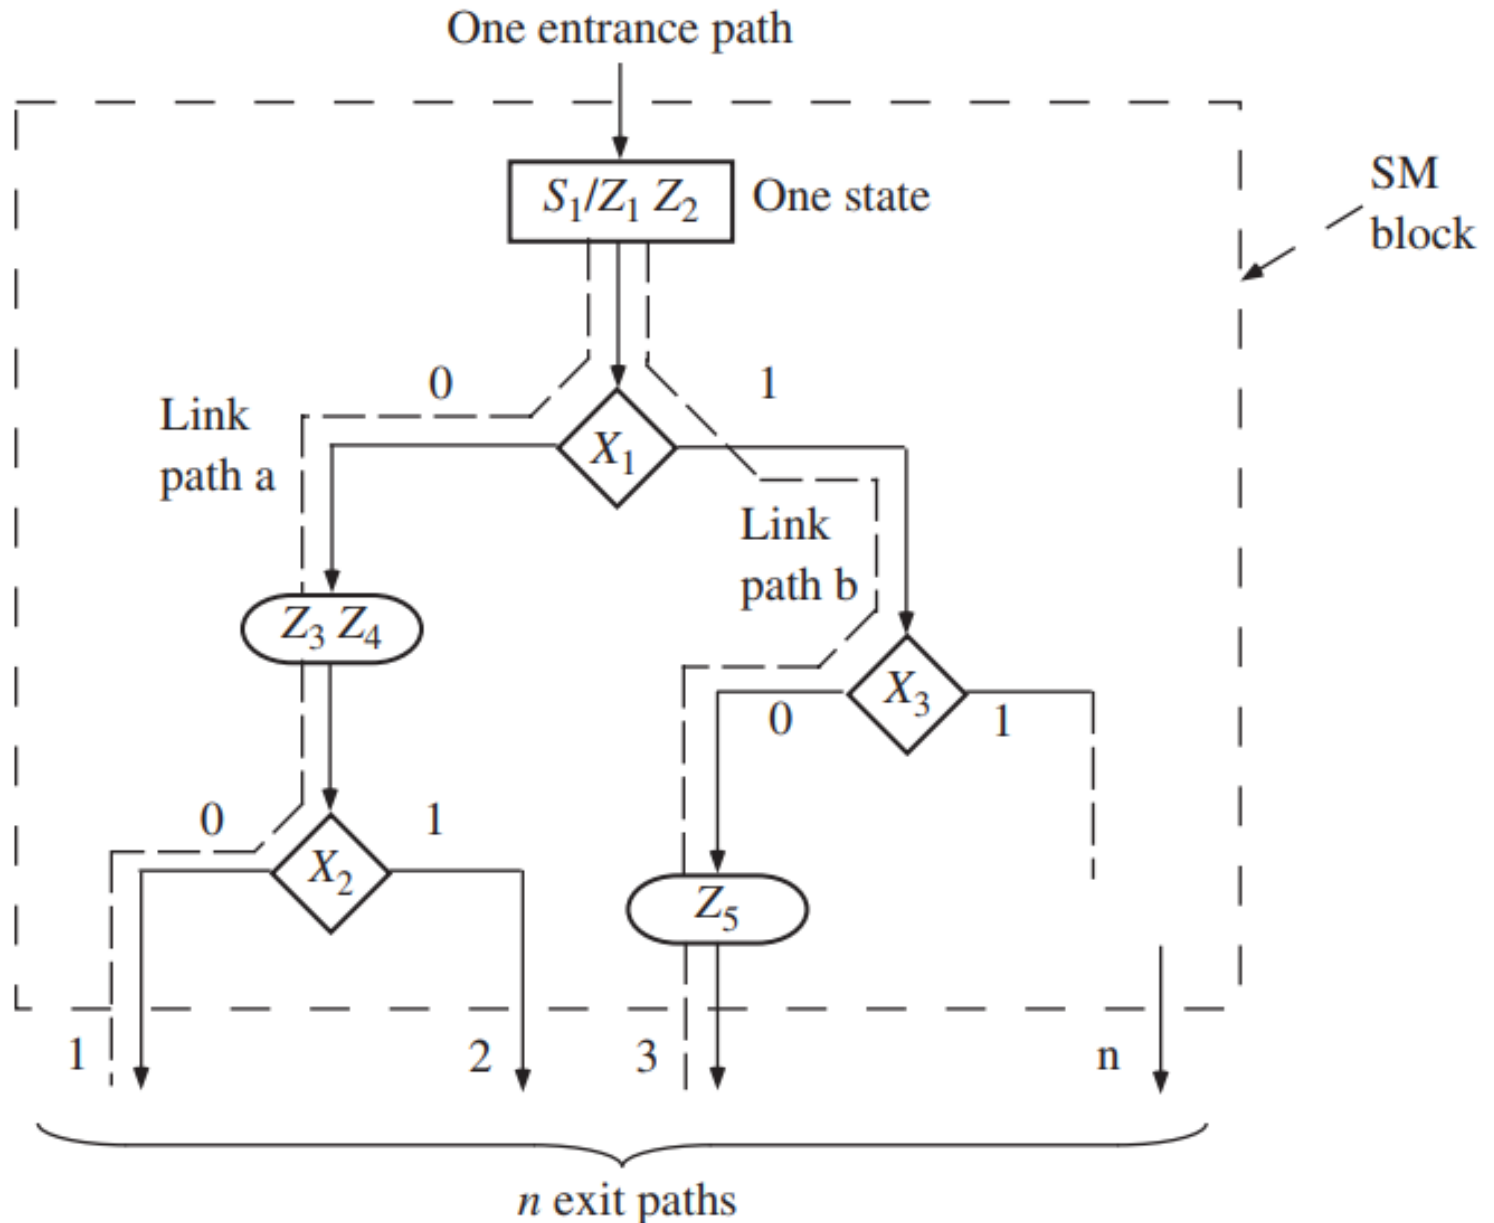 One entrance path
S₁/Z₁ Z₂
One state
SM
block
0
1
Link
path a
X₁
Link
path b
Z₃ Z₄
X₃
0
1
0
1
X₂
Z₅
1
2
3
n
n exit paths